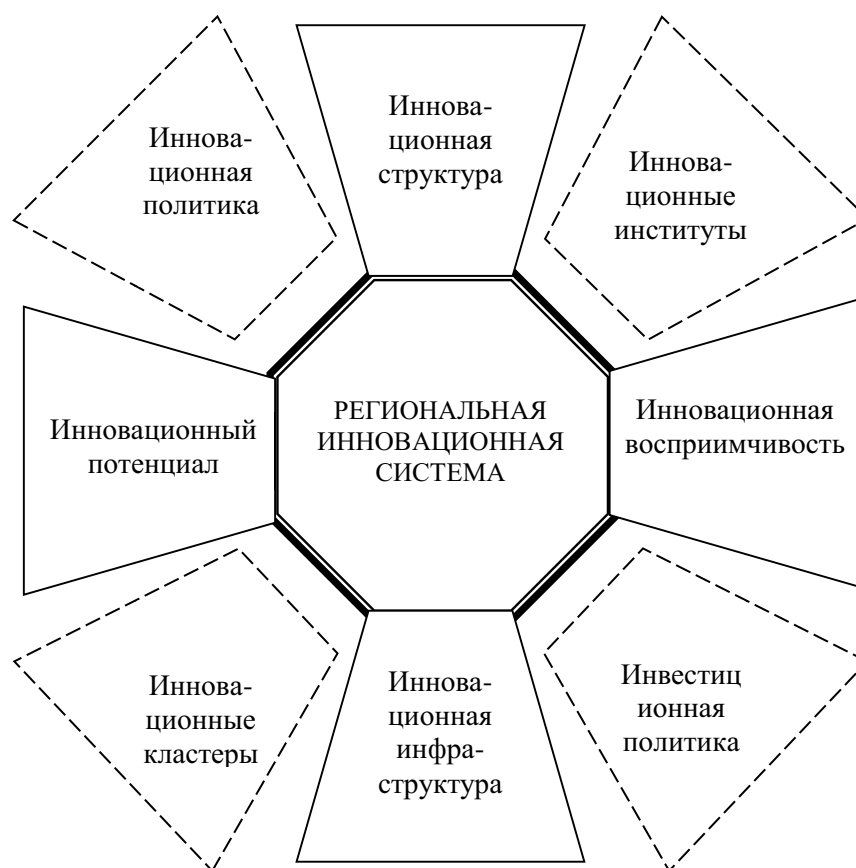 Иннова-
ционная
политика
Иннова-
ционная
структура
Иннова-
ционные
институты
Инновационный
потенциал
РЕГИОНАЛЬНАЯ
ИННОВАЦИОННАЯ
СИСТЕМА
Инновационная
восприимчивость
Иннова-
ционные
кластеры
Иннова-
ционная
инфра-
структура
Инвестиц
ионная
политика